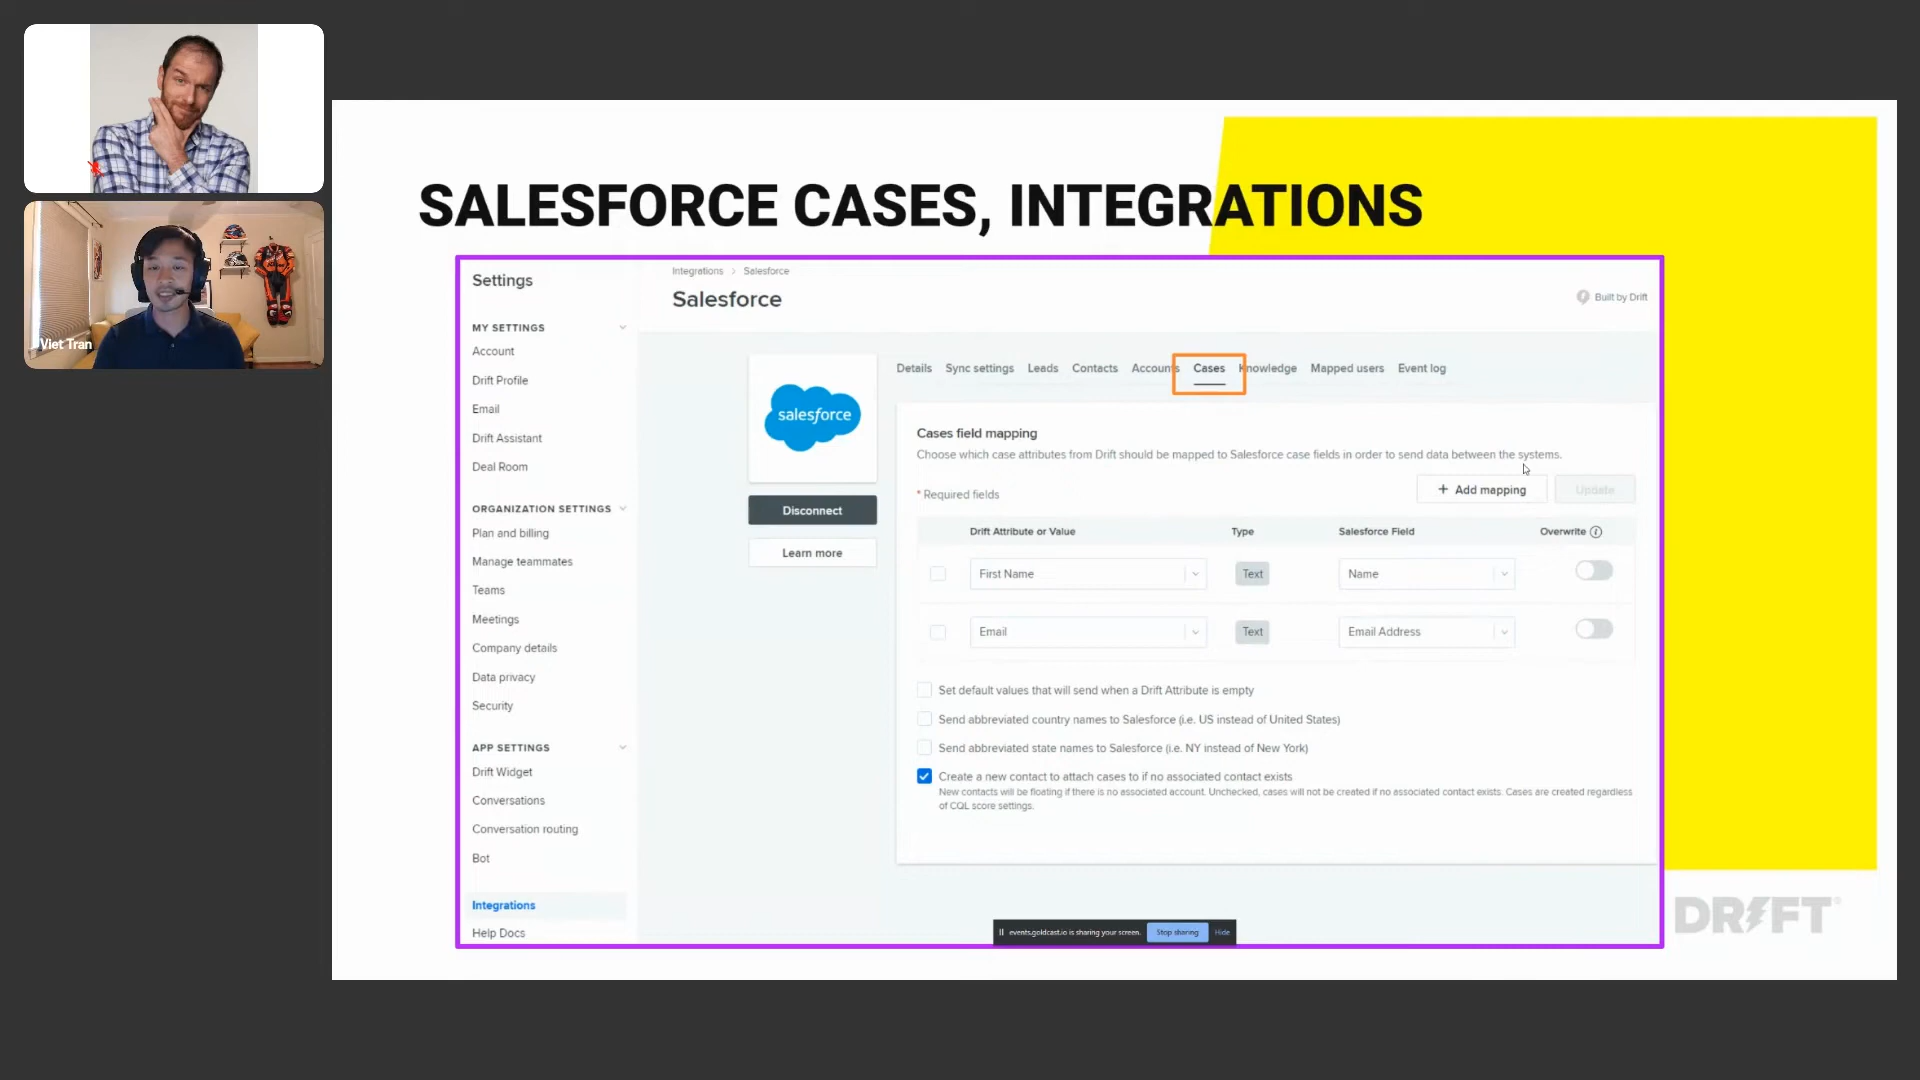 Viet Tran
SALESFORCE CASES, INTEGRATIONS
Settings
MY SETTINGS
Account
Drift Profile
Email
Drift Assistant
Deal Room
ORGANIZATION SETTINGS
Plan and billing
Manage teammates
Teams
Meetings
Company details
Data privacy
Security
APP SETTINGS
Drift Widget
Conversations
Conversation routing
Bot
Integrations
Help Docs
Integrations > Salesforce
Salesforce
Built by Drift
salesforce
Disconnect
Learn more
Details Sync settings Leads Contacts Accounts Cases Knowledge Mapped users Event log
Cases field mapping
Choose which case attributes from Drift should be mapped to Salesforce case fields in order to send data between the systems.
* Required fields
+ Add mapping Update
Drift Attribute or Value Type Salesforce Field Overwrite
First Name Text Name
Email Text Email Address
Set default values that will send when a Drift Attribute is empty
Send abbreviated country names to Salesforce (i.e. US instead of United States)
Send abbreviated state names to Salesforce (i.e. NY instead of New York)
Create a new contact to attach cases to if no associated contact exists
New contacts will be floating if there is no associated account. Unchecked, cases will not be created if no associated contact exists. Cases are created regardless
of CQL score settings.
events.goldcast.io is sharing your screen. Stop sharing Hide
DRIFT